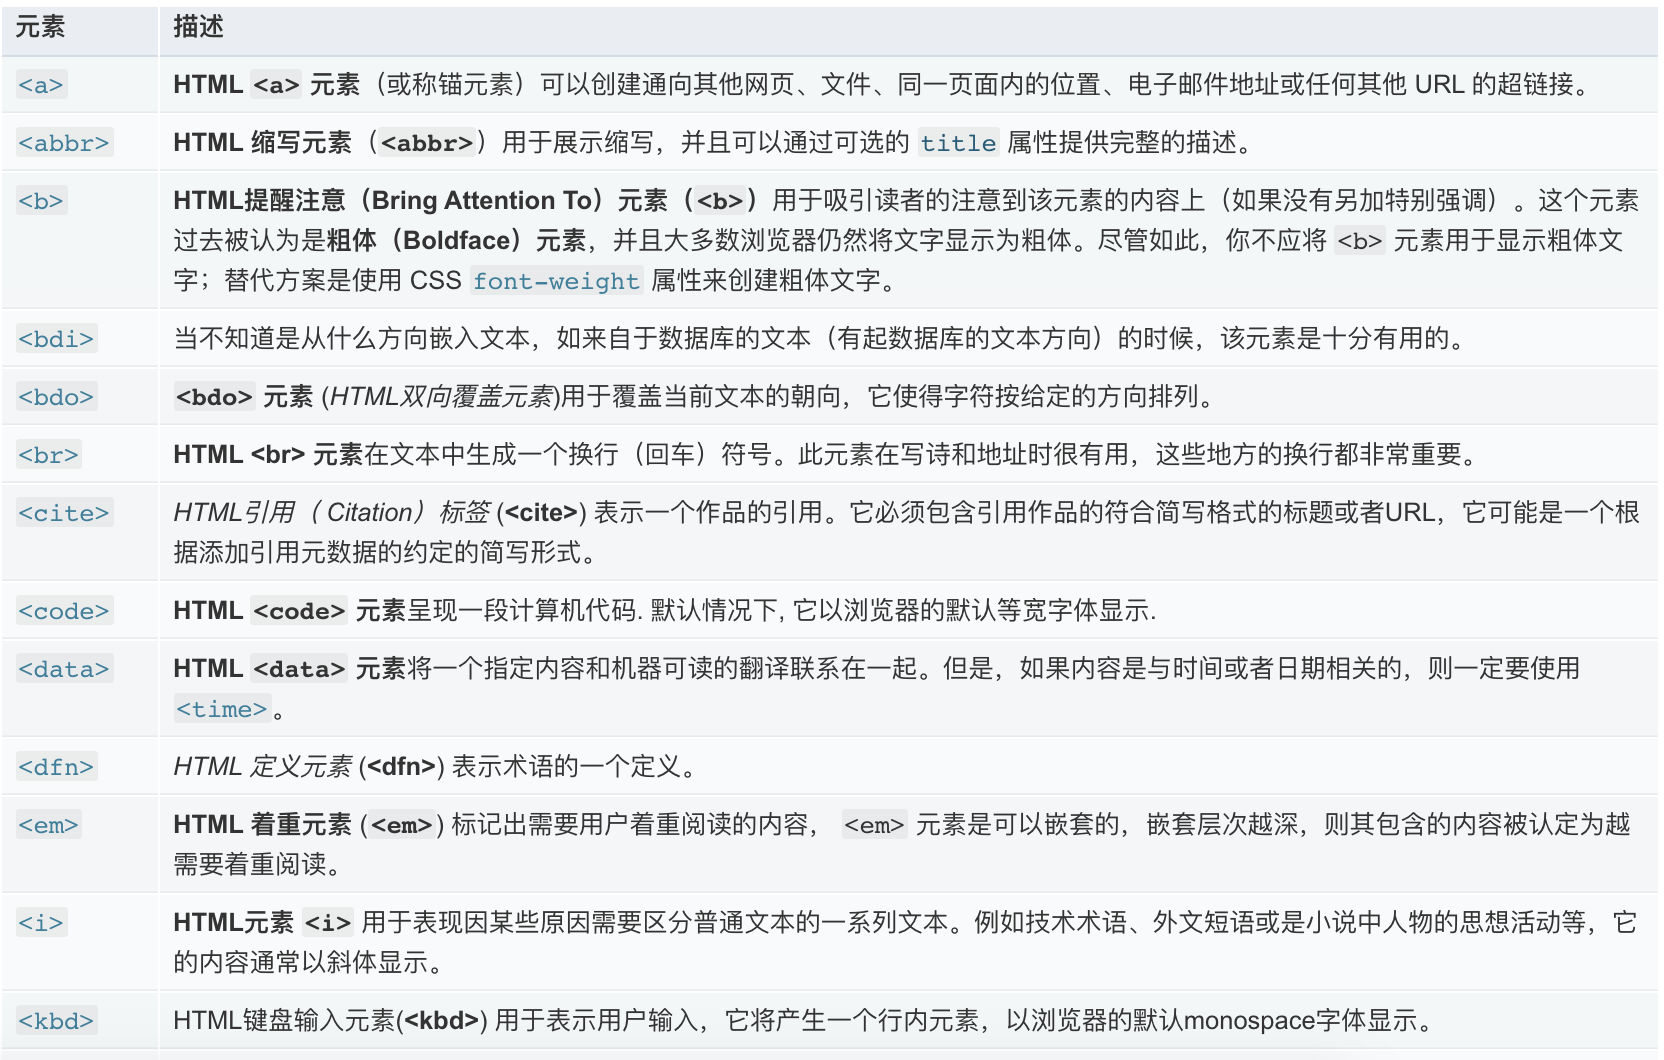 元素 描述
<a> HTML <a> 元素（或称锚元素）可以创建通向其他网页、文件、同一页面内的位置、电子邮件地址或任何其他 URL 的超链接。
<abbr> HTML 缩写元素（<abbr>）用于展示缩写，并且可以通过可选的 title 属性提供完整的描述。
<b> HTML提醒注意（Bring Attention To）元素（<b>）用于吸引读者的注意到该元素的内容上（如果没有另加特别强调）。这个元素
过去被认为是粗体（Boldface）元素，并且大多数浏览器仍然将文字显示为粗体。尽管如此，你不应将 <b> 元素用于显示粗体文
字；替代方案是使用 CSS font-weight 属性来创建粗体文字。
<bdi> 当不知道是从什么方向嵌入文本，如来自于数据库的文本（有起数据库的文本方向）的时候，该元素是十分有用的。
<bdo> <bdo> 元素 (HTML双向覆盖元素)用于覆盖当前文本的朝向，它使得字符按给定的方向排列。
<br> HTML <br> 元素在文本中生成一个换行（回车）符号。此元素在写诗和地址时很有用，这些地方的换行都非常重要。
<cite> HTML引用（ Citation）标签 (<cite>) 表示一个作品的引用。它必须包含引用作品的符合简写格式的标题或者URL，它可能是一个根
据添加引用元数据的约定的简写形式。
<code> HTML <code> 元素呈现一段计算机代码. 默认情况下, 它以浏览器的默认等宽字体显示.
<data> HTML <data> 元素将一个指定内容和机器可读的翻译联系在一起。但是，如果内容是与时间或者日期相关的，则一定要使用
<time>。
<dfn> HTML 定义元素 (<dfn>) 表示术语的一个定义。
<em> HTML 着重元素 (<em>) 标记出需要用户着重阅读的内容， <em> 元素是可以嵌套的，嵌套层次越深，则其包含的内容被认定为越
需要着重阅读。
<i> HTML元素 <i> 用于表现因某些原因需要区分普通文本的一系列文本。例如技术术语、外文短语或是小说中人物的思想活动等，它
的内容通常以斜体显示。
<kbd> HTML键盘输入元素(<kbd>) 用于表示用户输入，它将产生一个行内元素，以浏览器的默认monospace字体显示。